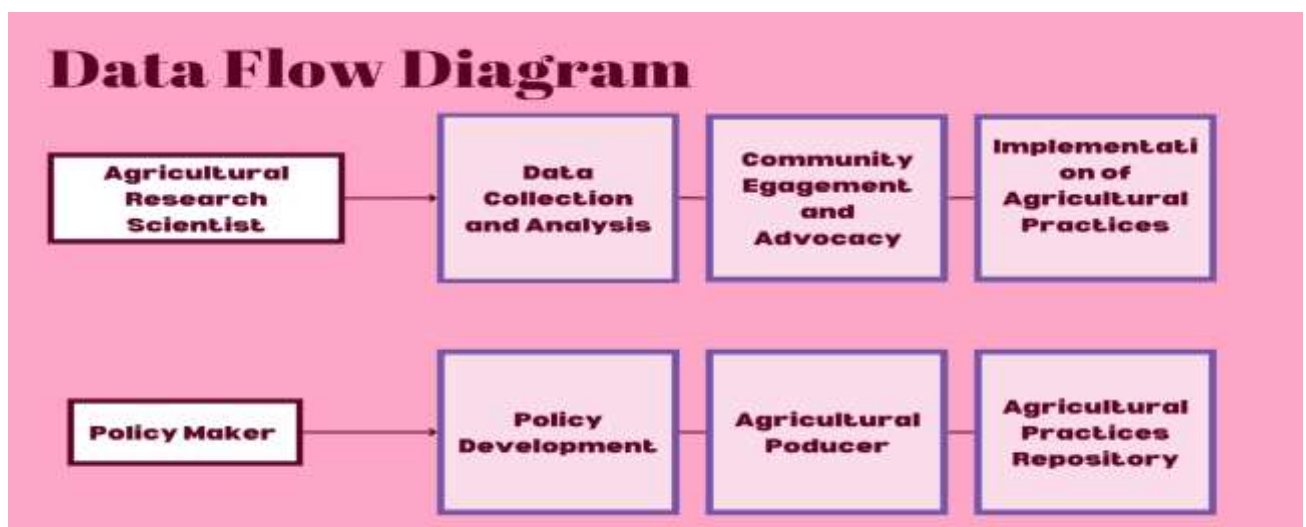 Data Flow Diagram
Agricultural
Research
Scientist
Data
Collection
and Analysis
Community
Egagement
and
Advocacy
Implementati
on of
Agricultural
Practices
Policy Maker
Policy
Development
Agricultural
Poducer
Agricultural
Practices
Repository